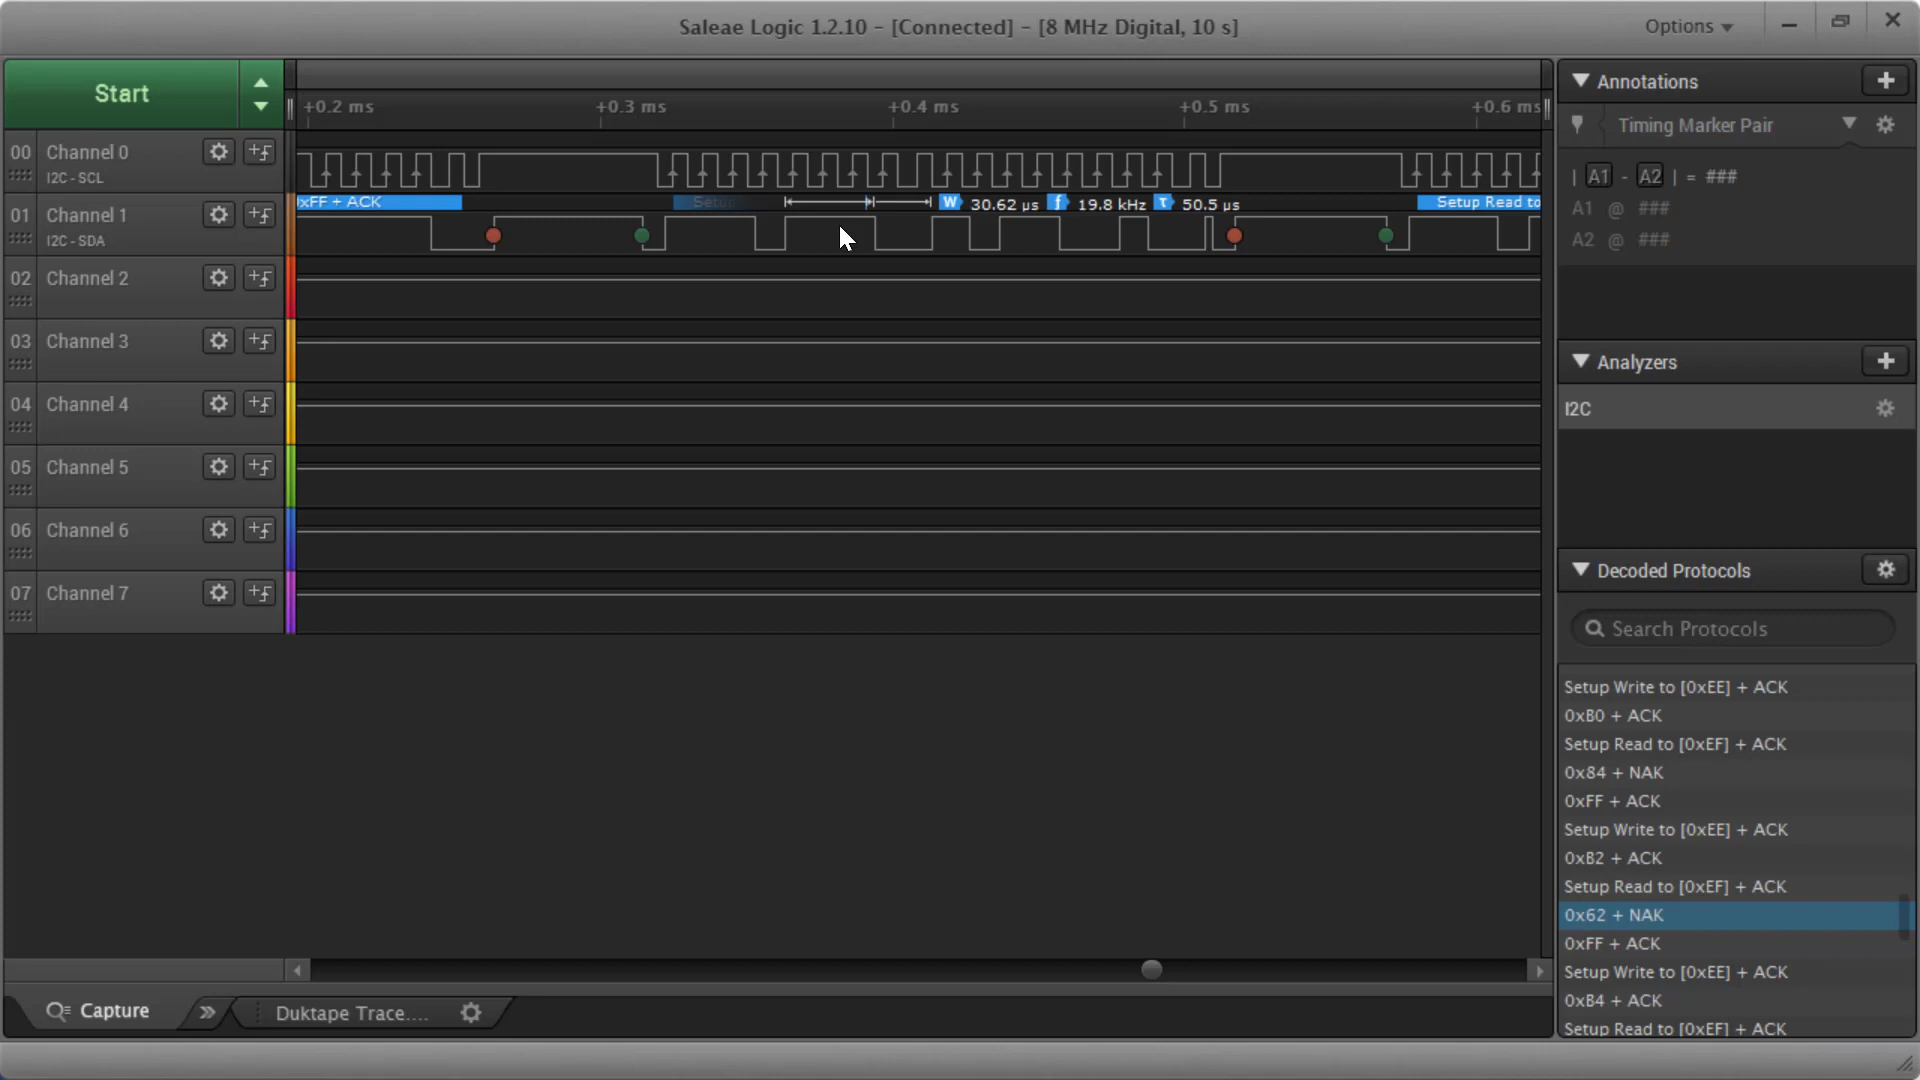 Saleae Logic 1.2.10 - [Connected] - [8 MHz Digital, 10 s]
Options
Start
+0.2 ms
+0.3 ms
+0.4 ms
+0.5 ms
+0.6 ms
00 Channel 0
I2C - SCL
01 Channel 1
I2C - SDA
0xFF + ACK
Setup
W 30.62 µs f 19.8 kHz τ 50.5 µs
Setup Read to
02 Channel 2
03 Channel 3
04 Channel 4
05 Channel 5
06 Channel 6
07 Channel 7
Capture
Duktape Trace....
Annotations
Timing Marker Pair
| A1 - A2 | = ###
A1 @ ###
A2 @ ###
Analyzers
I2C
Decoded Protocols
Search Protocols
Setup Write to [0xEE] + ACK
0xB0 + ACK
Setup Read to [0xEF] + ACK
0x84 + NAK
0xFF + ACK
Setup Write to [0xEE] + ACK
0xB2 + ACK
Setup Read to [0xEF] + ACK
0x62 + NAK
0xFF + ACK
Setup Write to [0xEE] + ACK
0xB4 + ACK
Setup Read to [0xEF] + ACK